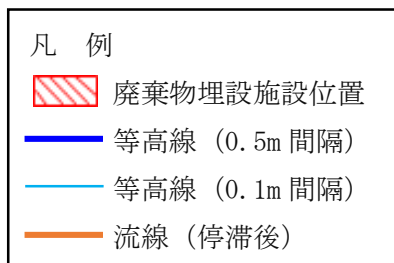 凡　例
廃棄物埋設施設位置
等高線（0.5m 間隔）
等高線（0.1m 間隔）
流線（停滞後）